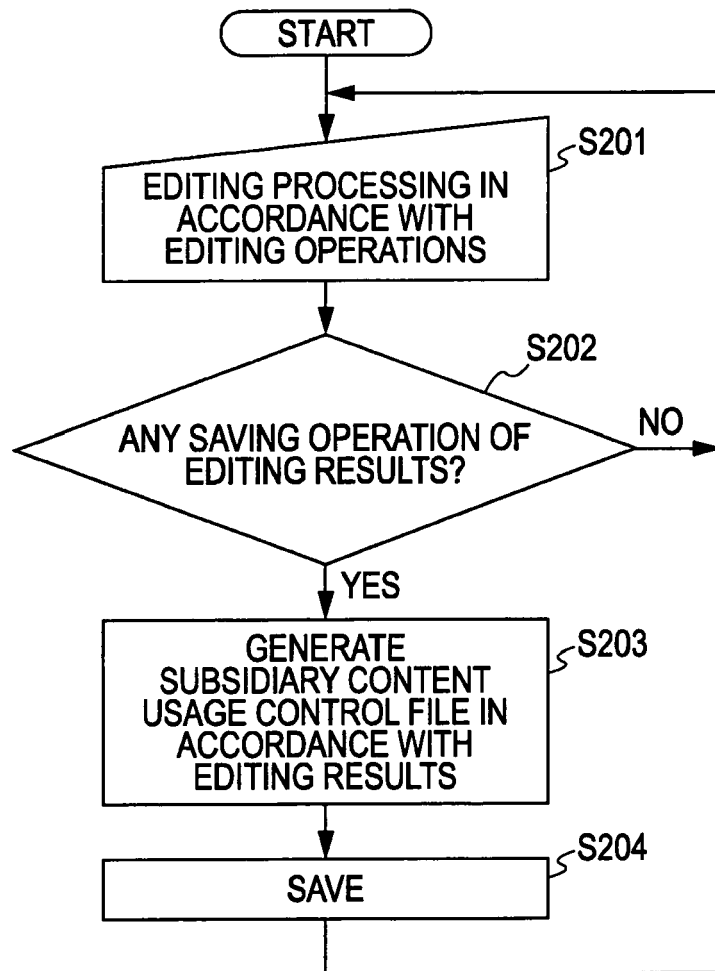 START
S201
EDITING PROCESSING IN
ACCORDANCE WITH
EDITING OPERATIONS
S202
ANY SAVING OPERATION OF
EDITING RESULTS?
NO
YES
S203
GENERATE
SUBSIDIARY CONTENT
USAGE CONTROL FILE IN
ACCORDANCE WITH
EDITING RESULTS
S204
SAVE